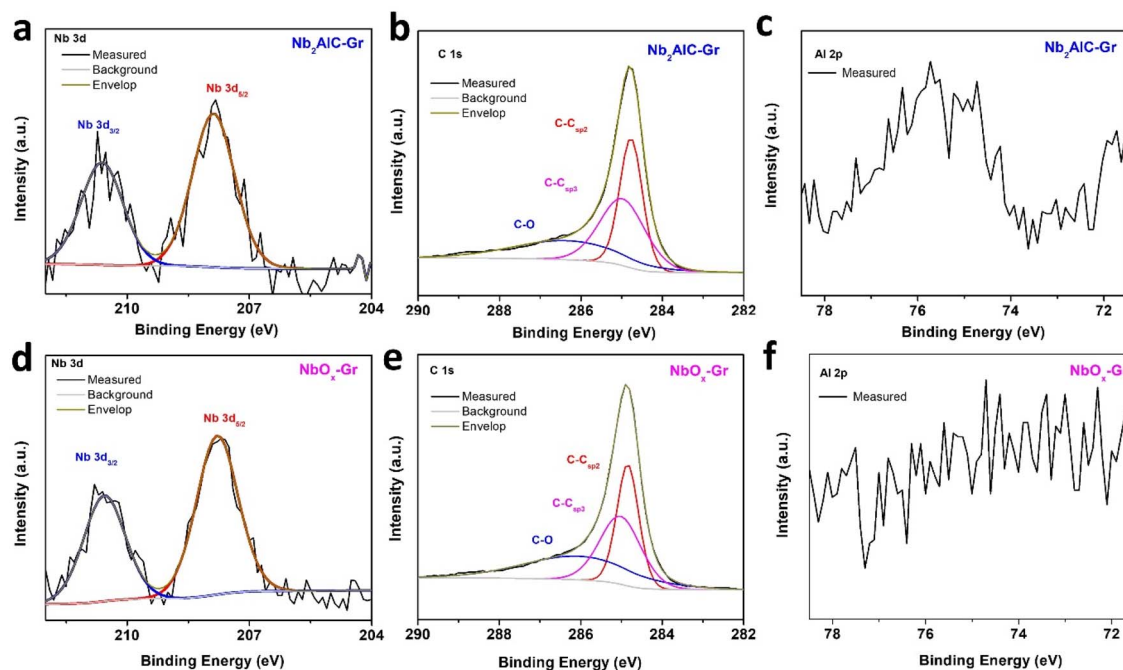 a
Nb 3d
Nb₂AlC-Gr
Measured
Background
Envelop
Nb 3d₅/₂
Nb 3d₃/₂
Intensity (a.u.)
210 207 204
Binding Energy (eV)
b
C 1s
Nb₂AlC-Gr
Measured
Background
Envelop
C-Csp2
C-Csp3
C-O
Intensity (a.u.)
290 288 286 284 282
Binding Energy (eV)
c
Al 2p
Nb₂AlC-Gr
Measured
Intensity (a.u.)
78 76 74 72
Binding Energy (eV)
d
Nb 3d
NbOₓ-Gr
Measured
Background
Envelop
Nb 3d₅/₂
Nb 3d₃/₂
Intensity (a.u.)
210 207 204
Binding Energy (eV)
e
C 1s
NbOₓ-Gr
Measured
Background
Envelop
C-Csp2
C-Csp3
C-O
Intensity (a.u.)
290 288 286 284 282
Binding Energy (eV)
f
Al 2p
NbOₓ-Gr
Measured
Intensity (a.u.)
78 76 74 72
Binding Energy (eV)